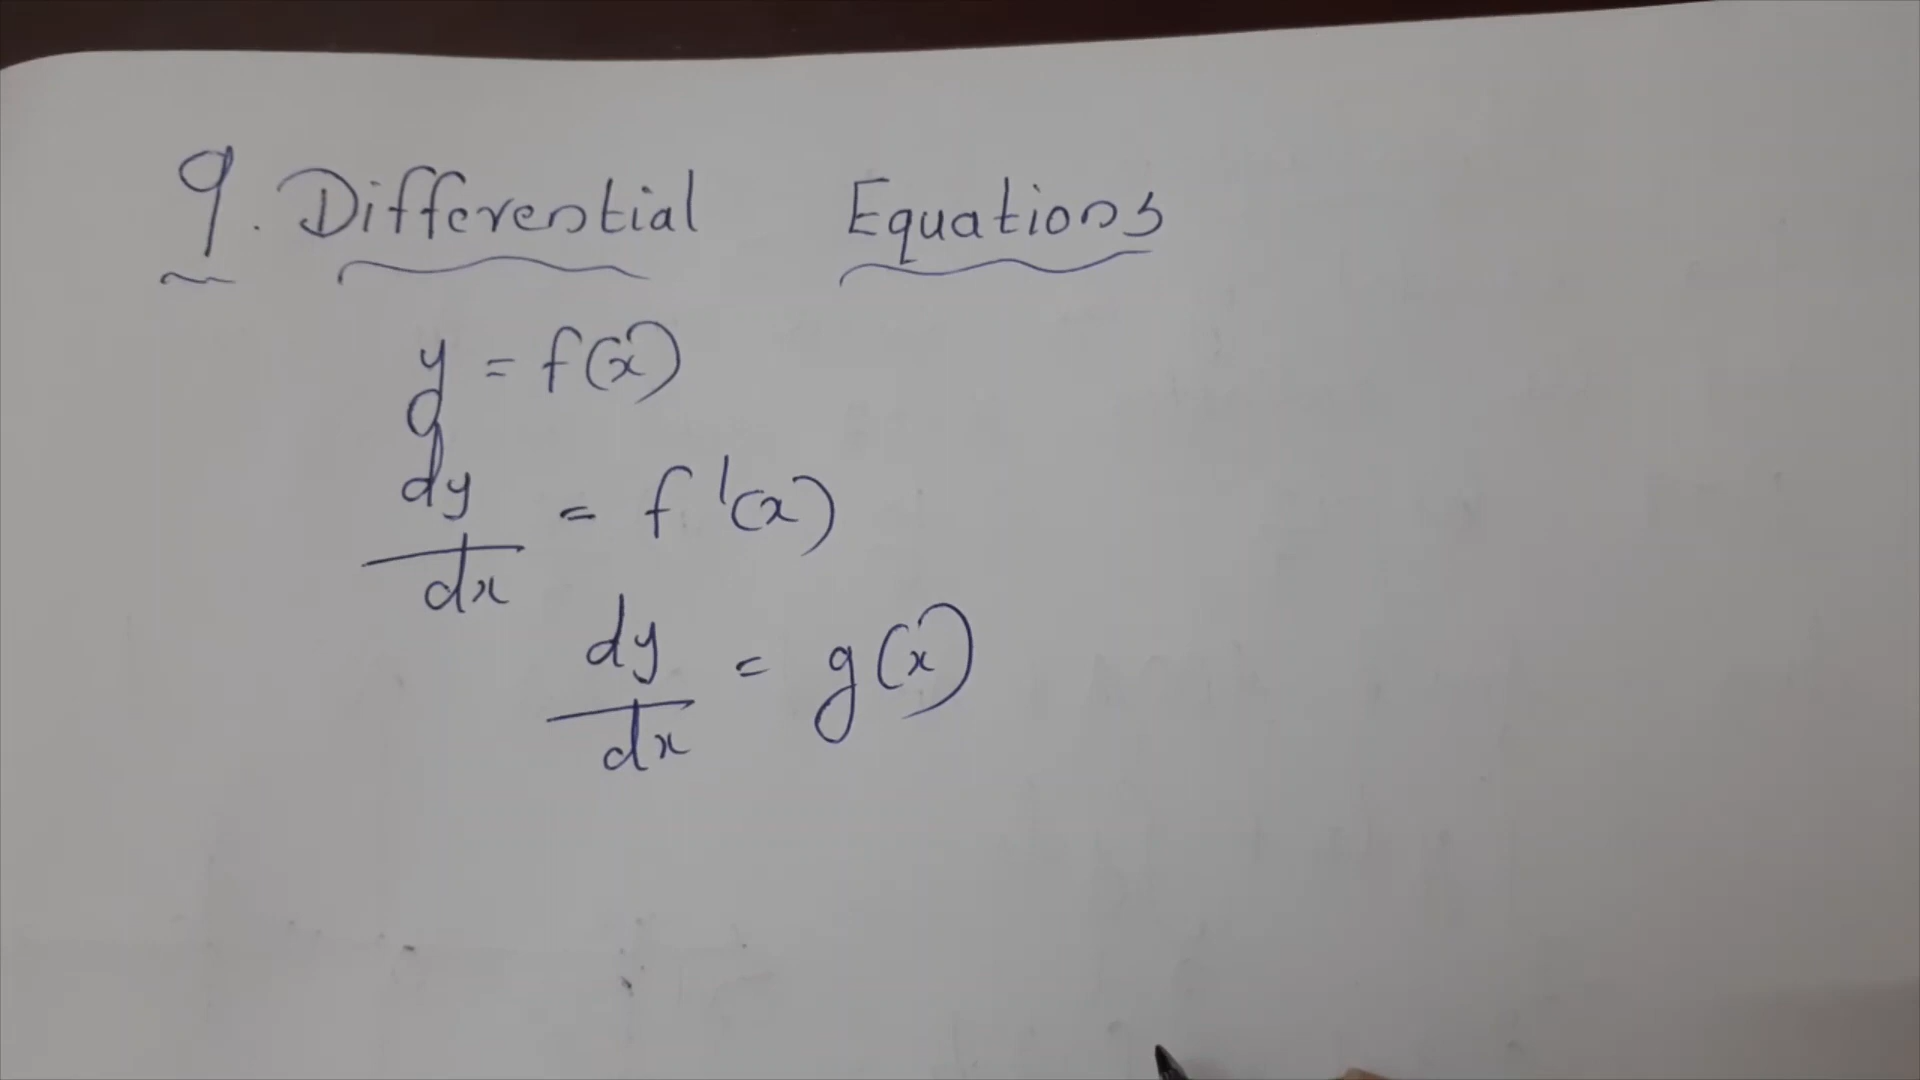 9. Differential Equations
y = f(x)
dy/dx = f'(x)
dy/dx = g(x)